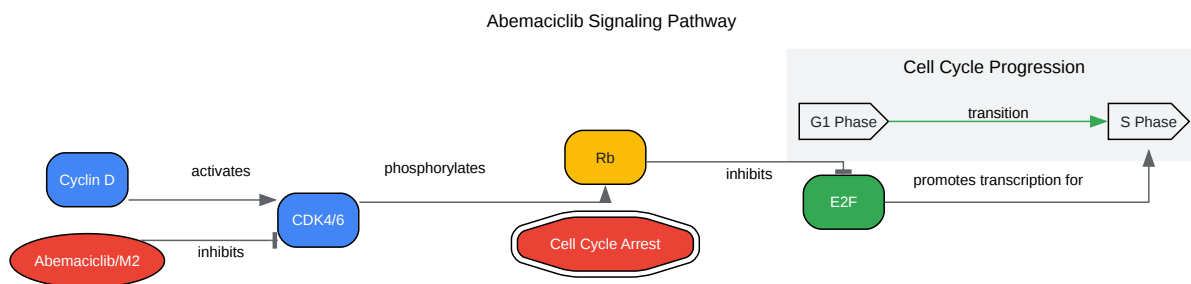 Abemaciclib Signaling Pathway
Cell Cycle Progression
G1 Phase
transition
S Phase
Cyclin D
activates
phosphorylates
Rb
inhibits
promotes transcription for
CDK4/6
E2F
Abemaciclib/M2
inhibits
Cell Cycle Arrest